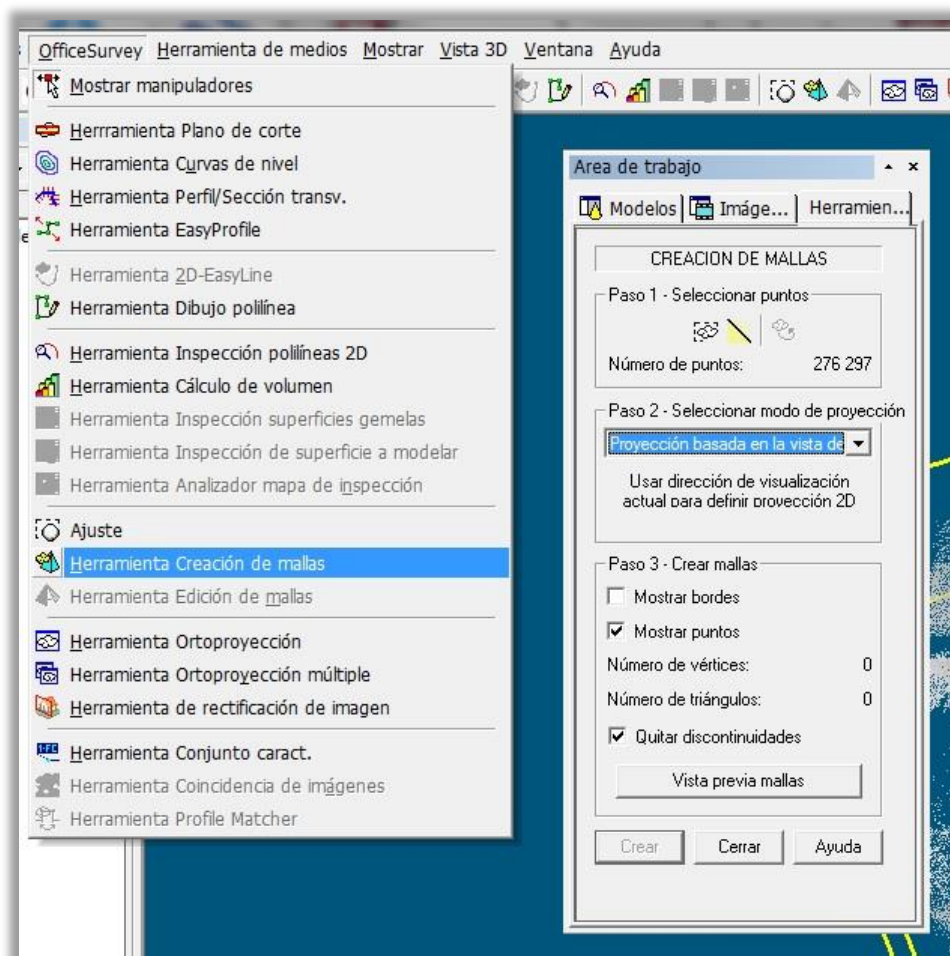 OfficeSurvey Herramienta de medios Mostrar Vista 3D Ventana Ayuda
Mostrar manipuladores
Herrramienta Plano de corte
Herramienta Curvas de nivel
Herramienta Perfil/Sección transv.
Herramienta EasyProfile
Herramienta 2D-EasyLine
Herramienta Dibujo polilínea
Herramienta Inspección polilíneas 2D
Herramienta Cálculo de volumen
Herramienta Inspección superficies gemelas
Herramienta Inspección de superficie a modelar
Herramienta Analizador mapa de inspección
Ajuste
Herramienta Creación de mallas
Herramienta Edición de mallas
Herramienta Ortoproyección
Herramienta Ortoproyección múltiple
Herramienta de rectificación de imagen
Herramienta Conjunto caract.
Herramienta Coincidencia de imágenes
Herramienta Profile Matcher
Area de trabajo
Modelos Imáge... Herramien...
CREACION DE MALLAS
Paso 1 - Seleccionar puntos
Número de puntos: 276 297
Paso 2 - Seleccionar modo de proyección
Proyección basada en la vista de
Usar dirección de visualización
actual para definir proyección 2D
Paso 3 - Crear mallas
Mostrar bordes
Mostrar puntos
Número de vértices: 0
Número de triángulos: 0
Quitar discontinuidades
Vista previa mallas
Crear Cerrar Ayuda